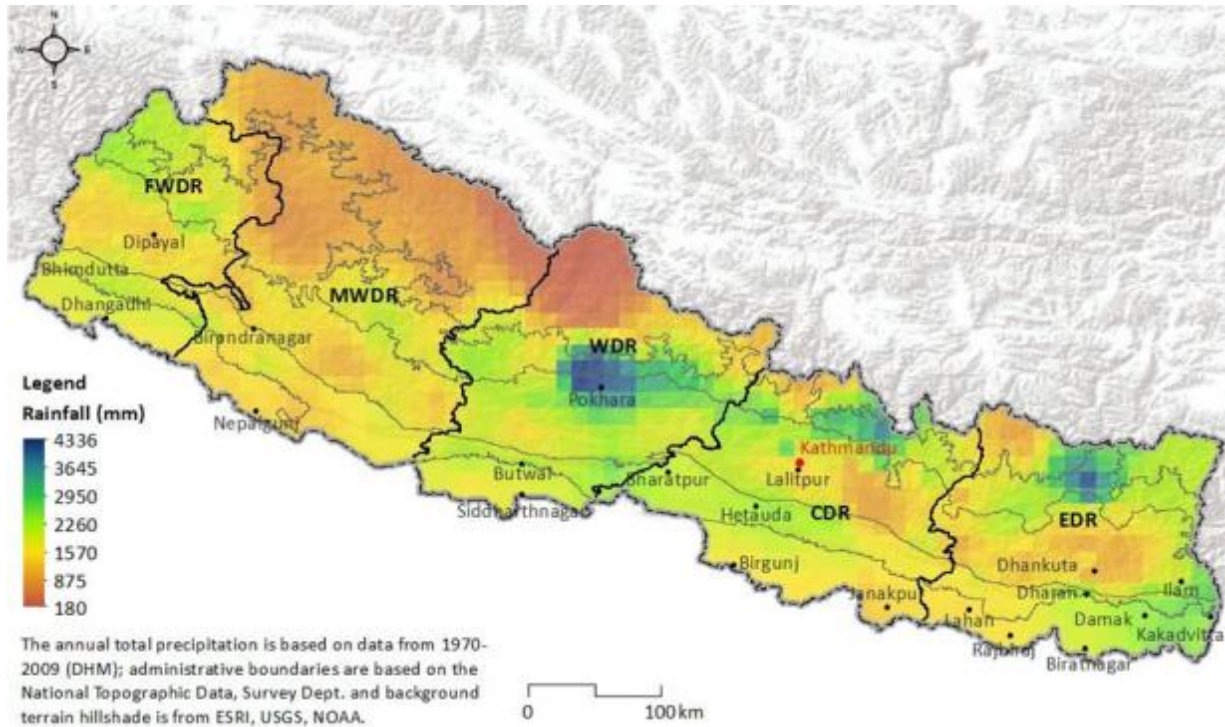 N
W E
S
FWDR
Dipayal
Bhimdutta
Dhangadhi
MWDR
Birendranagar
Nepalgunj
WDR
Pokhara
Butwal
Siddharthnagar
Bharatpur
Kathmandu
Lalitpur
Hetauda
CDR
Birgunj
Janakpu
EDR
Dhankuta
Dharan
Ilam
Lahan
Damak
Kakadvitta
Rajbiraj
Biratnagar
Legend
Rainfall (mm)
4336
3645
2950
2260
1570
875
180
The annual total precipitation is based on data from 1970-
2009 (DHM); administrative boundaries are based on the
National Topographic Data, Survey Dept. and background
terrain hillshade is from ESRI, USGS, NOAA.
0 100 km